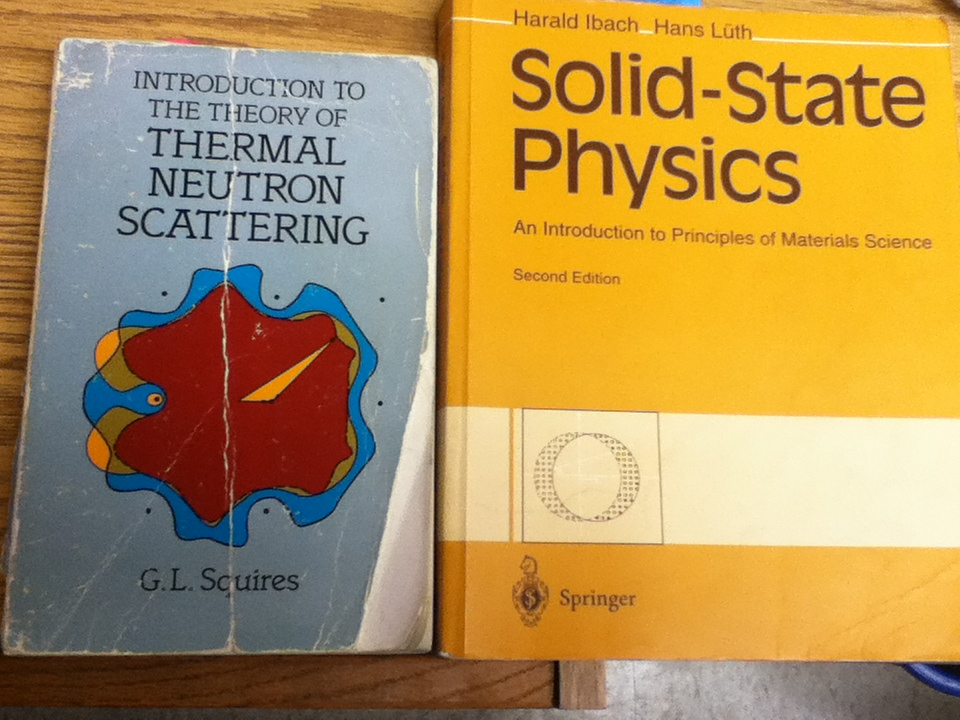 INTRODUCTION TO
THE THEORY OF
THERMAL
NEUTRON
SCATTERING
G.L. Squires
Harald Ibach Hans Lüth
Solid-State
Physics
An Introduction to Principles of Materials Science
Second Edition
Springer